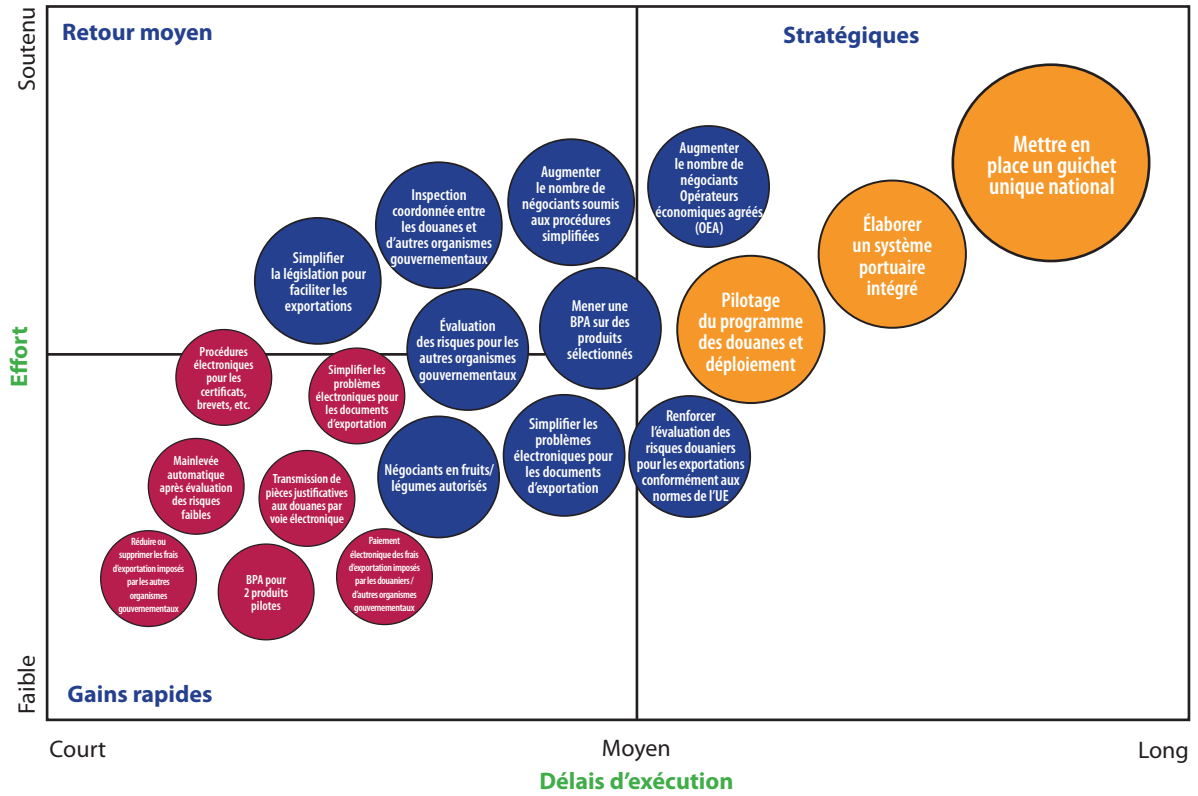 Soutenu
Effort
Faible
Retour moyen
Stratégiques
Mettre en
place un guichet
unique national
Augmenter
le nombre de
négociants
Opérateurs
économiques agréés
(OEA)
Élaborer
un système
portuaire
intégré
Augmenter
le nombre de
négociants soumis
aux procédures
simplifiées
Inspection
coordonnée entre
les douanes et
d’autres organismes
gouvernementaux
Simplifier
la législation pour
faciliter les
exportations
Mener une
BPA sur des
produits
sélectionnés
Pilotage
du programme
des douanes et
déploiement
Évaluation
des risques pour les
autres organismes
gouvernementaux
Procédures
électroniques
pour les
certificats,
brevets, etc.
Simplifier les
problèmes
électroniques pour
les documents
d’exportation
Négociants en fruits/
légumes autorisés
Simplifier les
problèmes
électroniques pour
les documents
d’exportation
Renforcer
l’évaluation des
risques douaniers
pour les exportations
conformément aux
normes de l’UE
Mainlevée
automatique
après évaluation
des risques
faibles
Transmission de
pièces justificatives
aux douanes par
voie électronique
Réduire ou
supprimer les frais
d’exportation imposés
par les autres
organismes
gouvernementaux
BPA pour
2 produits
pilotes
Paiement
électronique des frais
d’exportation imposés
par les douaniers /
d’autres organismes
gouvernementaux
Gains rapides
Court
Moyen
Long
Délais d’exécution